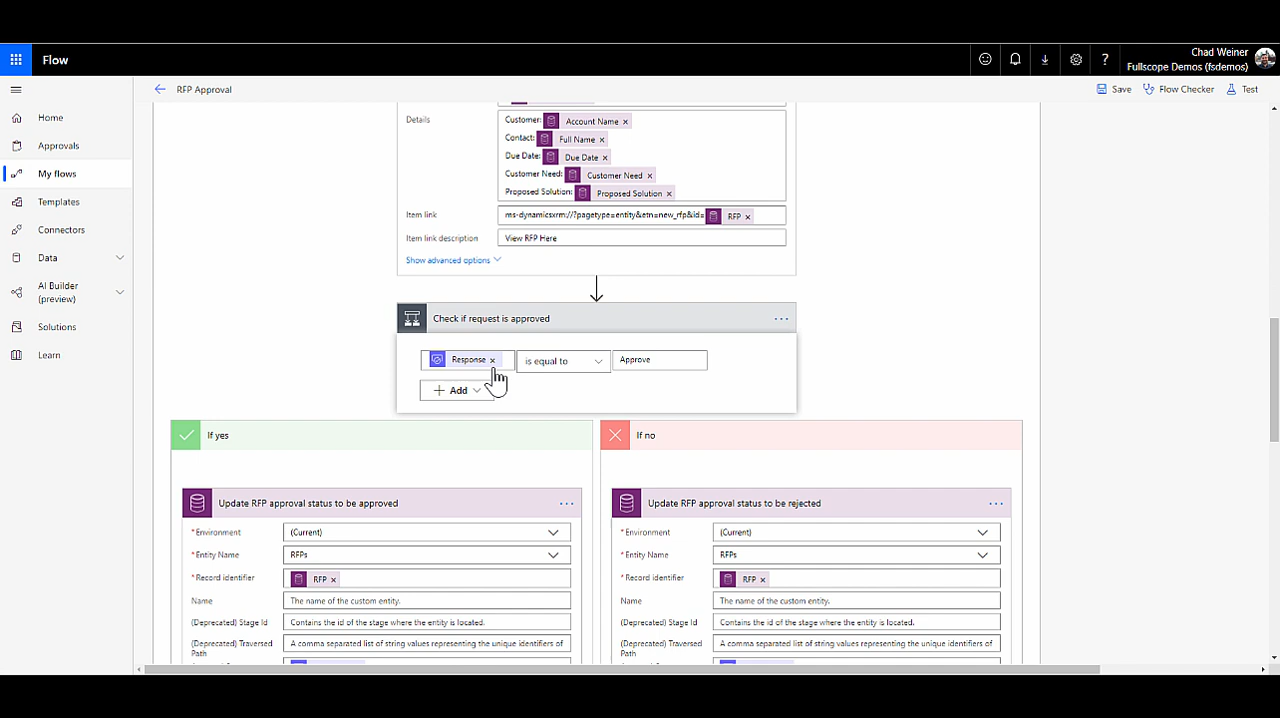 Flow
Chad Weiner
Fullscope Demos (fsdemos)
RFP Approval
Save
Flow Checker
Test
Home
Approvals
My flows
Templates
Connectors
Data
AI Builder
(preview)
Solutions
Learn
Details
Customer: Account Name ×
Contact: Full Name ×
Due Date: Due Date ×
Customer Need: Customer Need ×
Proposed Solution: Proposed Solution ×
Item link
ms-dynamicsxrm://?pagetype=entity&etn=new_rfp&id= RFP ×
Item link description
View RFP Here
Show advanced options
Check if request is approved
Response ×
is equal to
Approve
+ Add
If yes
If no
Update RFP approval status to be approved
*Environment
(Current)
*Entity Name
RFPs
*Record identifier
RFP ×
Name
The name of the custom entity.
(Deprecated) Stage Id
Contains the id of the stage where the entity is located.
(Deprecated) Traversed
Path
A comma separated list of string values representing the unique identifiers of
Update RFP approval status to be rejected
*Environment
(Current)
*Entity Name
RFPs
*Record identifier
RFP ×
Name
The name of the custom entity.
(Deprecated) Stage Id
Contains the id of the stage where the entity is located.
(Deprecated) Traversed
Path
A comma separated list of string values representing the unique identifiers of